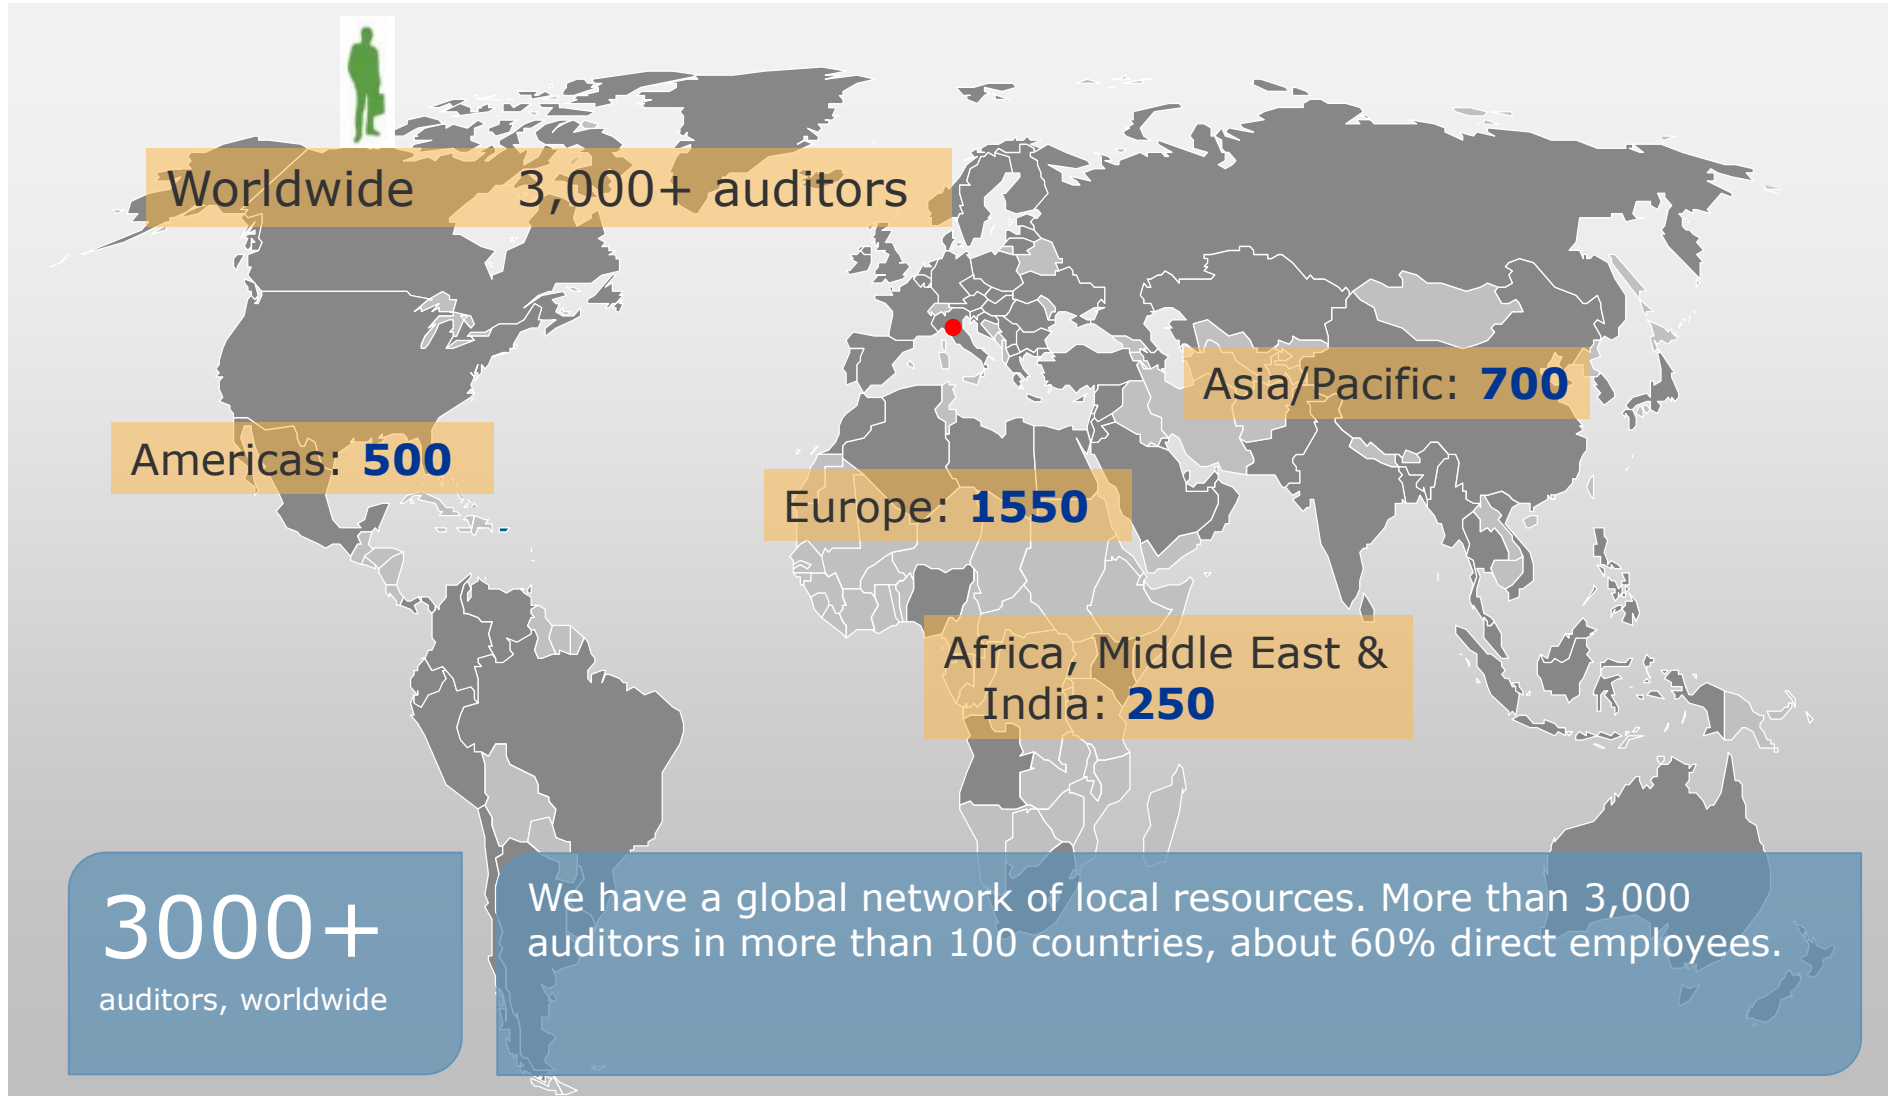 Worldwide 3,000+ auditors
Asia/Pacific: 700
Americas: 500
Europe: 1550
Africa, Middle East &
India: 250
3000+
auditors, worldwide
We have a global network of local resources. More than 3,000
auditors in more than 100 countries, about 60% direct employees.